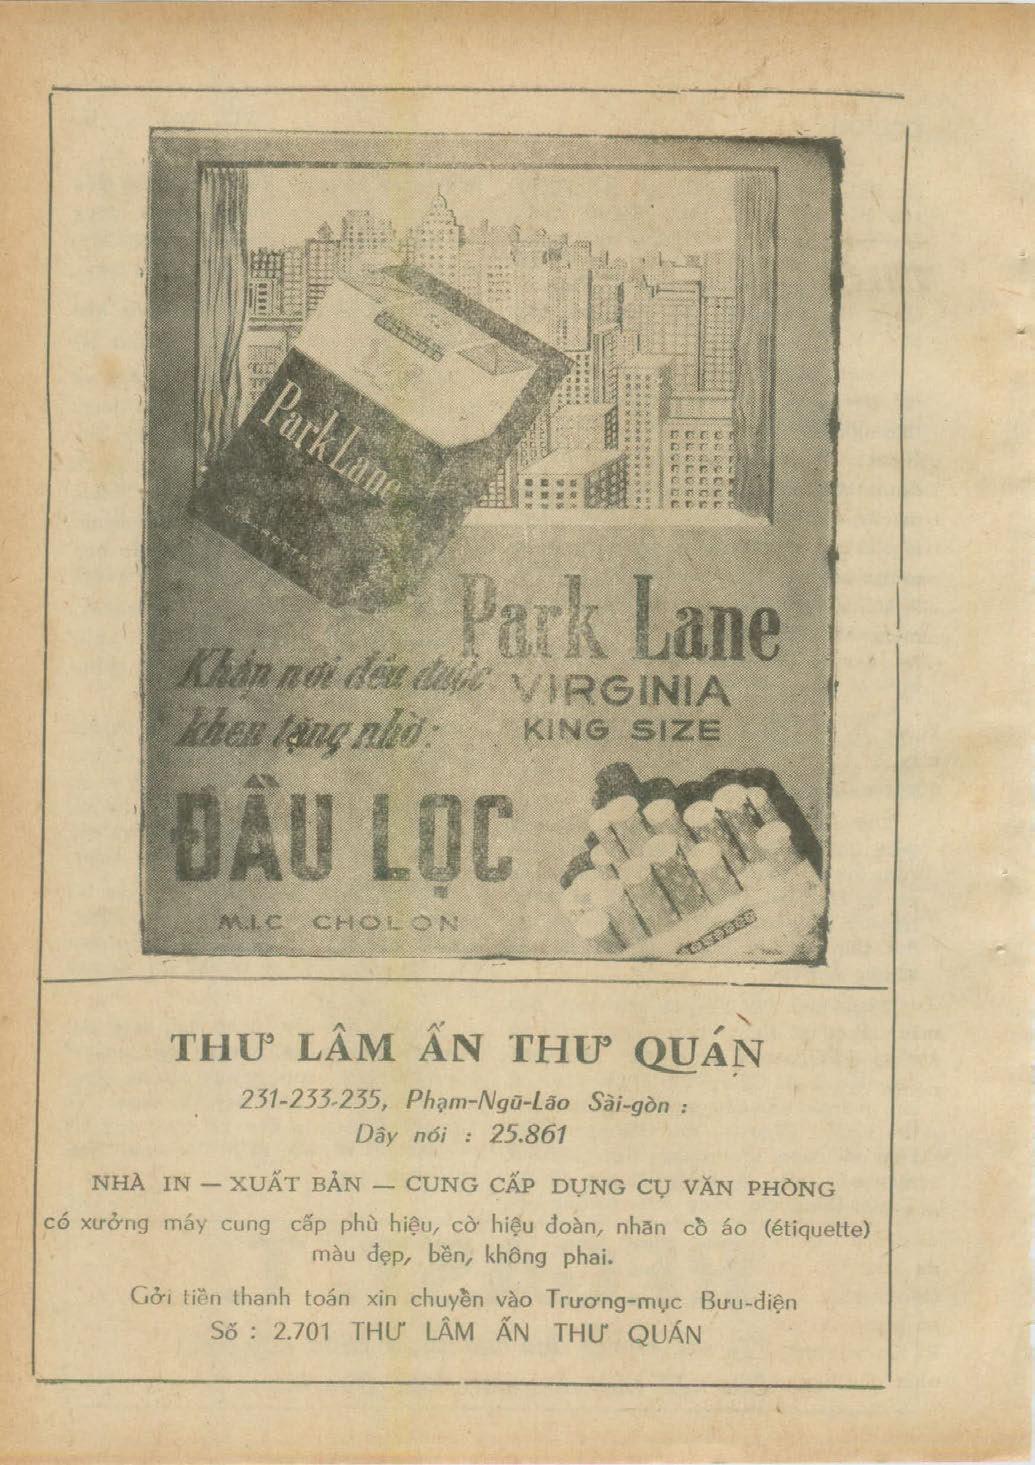 Park Lane
CIGARETTE
Park Lane
Khắp nơi đều được
VIRGINIA
khen tặng nhờ:
KING SIZE
ĐẦU LỌC
M.I.C CHOLON
THƯ LÂM ẤN THƯ QUÁN
231-233-235, Phạm-Ngũ-Lão Sài-gòn :
Dây nói : 25.861
NHÀ IN — XUẤT BẢN — CUNG CẤP DỤNG CỤ VĂN PHÒNG
có xưởng máy cung cấp phù hiệu, cờ hiệu đoàn, nhãn cổ áo (étiquette)
màu đẹp, bền, không phai.
Gởi tiền thanh toán xin chuyển vào Trương-mục Bưu-điện
Số : 2.701 THƯ LÂM ẤN THƯ QUÁN